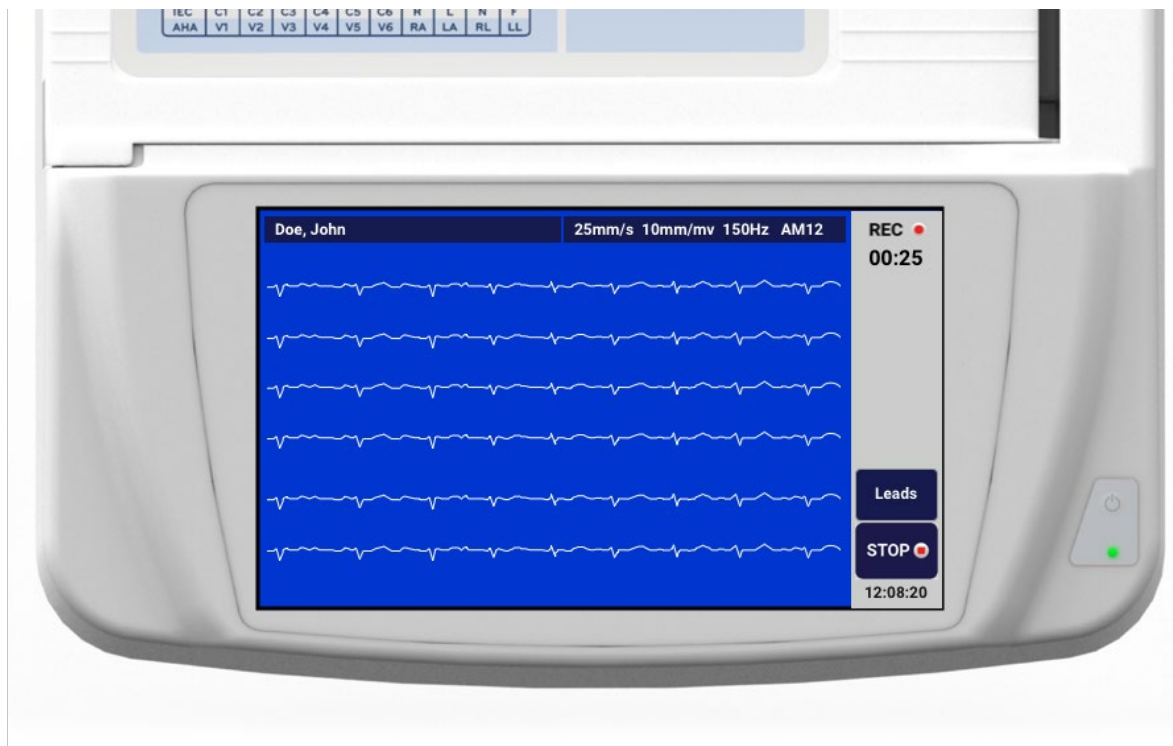 IEC C1 C2 C3 C4 C5 C6 R L N F
AHA V1 V2 V3 V4 V5 V6 RA LA RL LL
Doe, John
25mm/s 10mm/mv 150Hz AM12
REC
00:25
Leads
STOP
12:08:20